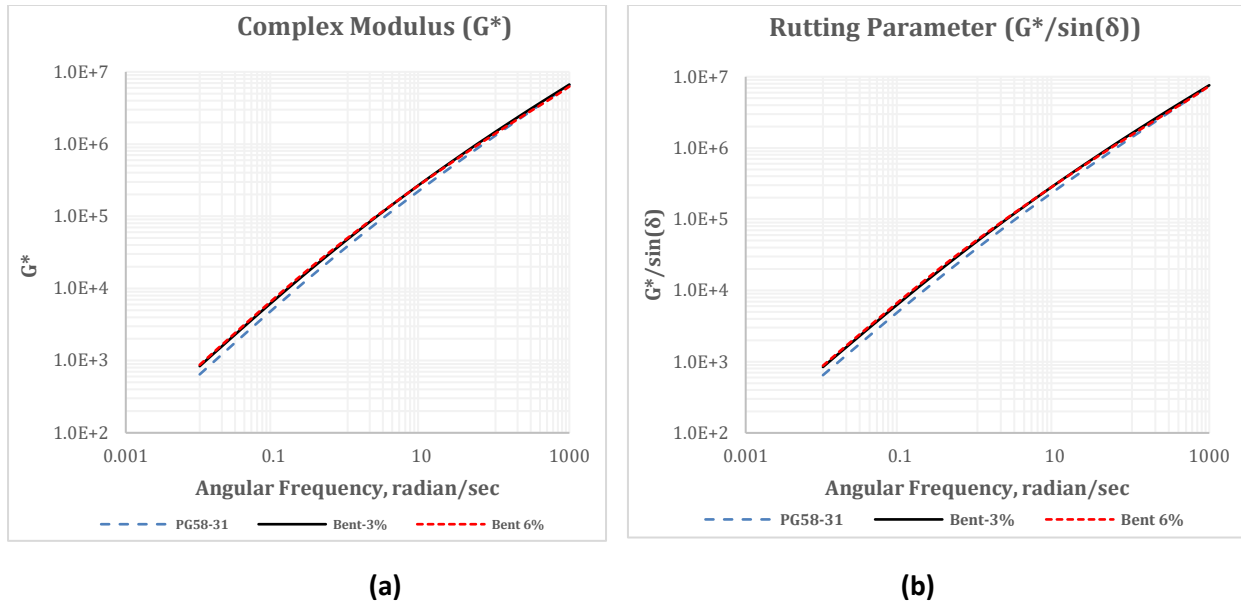 Complex Modulus (G*)
1.0E+7
1.0E+6
1.0E+5
1.0E+4
1.0E+3
1.0E+2
G*
0.001 0.1 10 1000
Angular Frequency, radian/sec
PG58-31 Bent-3% Bent 6%
(a)
Rutting Parameter (G*/sin(δ))
1.0E+7
1.0E+6
1.0E+5
1.0E+4
1.0E+3
1.0E+2
G*/sin(δ)
0.001 0.1 10 1000
Angular Frequency, radian/sec
PG58-31 Bent-3% Bent 6%
(b)